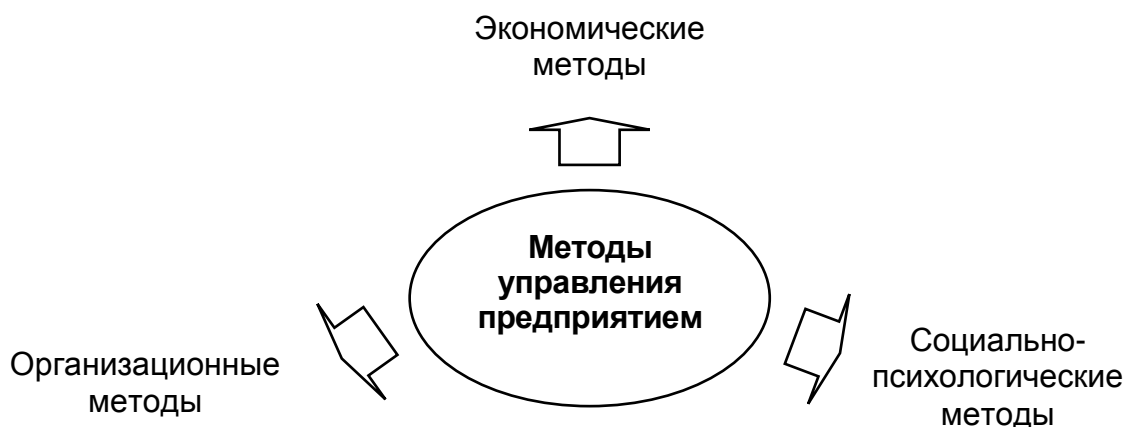 Экономические
методы
Методы
управления
предприятием
Организационные
методы
Социально-
психологические
методы